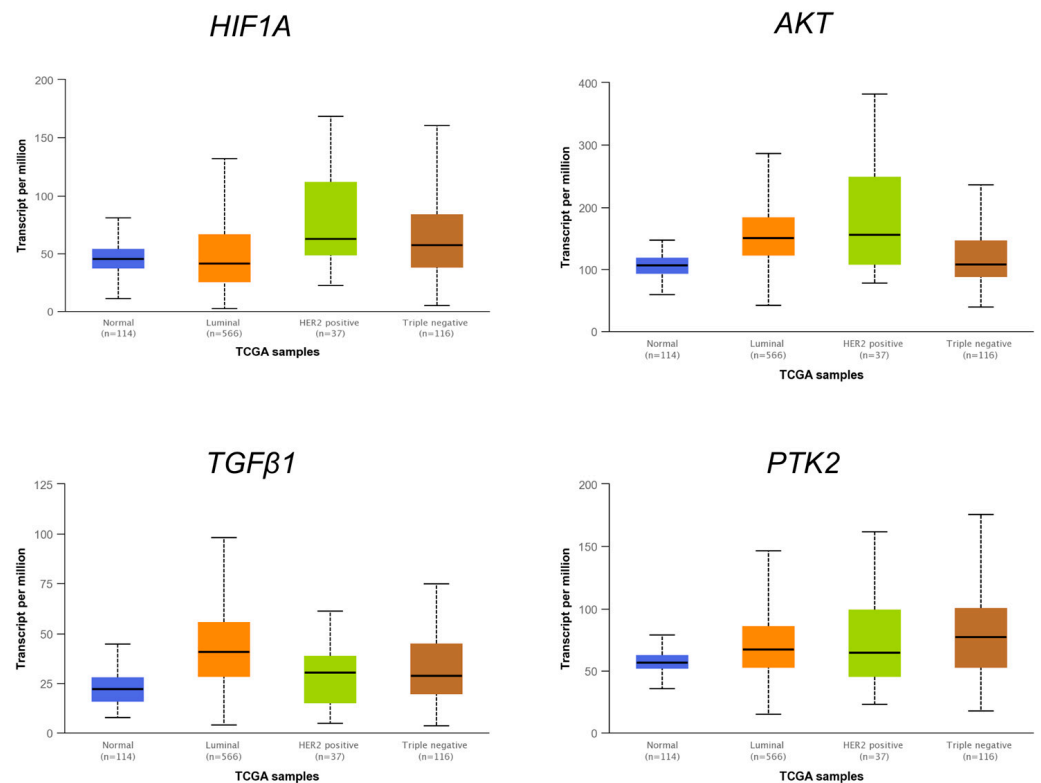 HIF1A
Transcript per million
200
150
100
50
0
Normal
(n=114)
Luminal
(n=566)
HER2 positive
(n=37)
Triple negative
(n=116)
TCGA samples
AKT
Transcript per million
400
300
200
100
0
Normal
(n=114)
Luminal
(n=566)
HER2 positive
(n=37)
Triple negative
(n=116)
TCGA samples
TGFβ1
Transcript per million
125
100
75
50
25
0
Normal
(n=114)
Luminal
(n=566)
HER2 positive
(n=37)
Triple negative
(n=116)
TCGA samples
PTK2
Transcript per million
200
150
100
50
0
Normal
(n=114)
Luminal
(n=566)
HER2 positive
(n=37)
Triple negative
(n=116)
TCGA samples